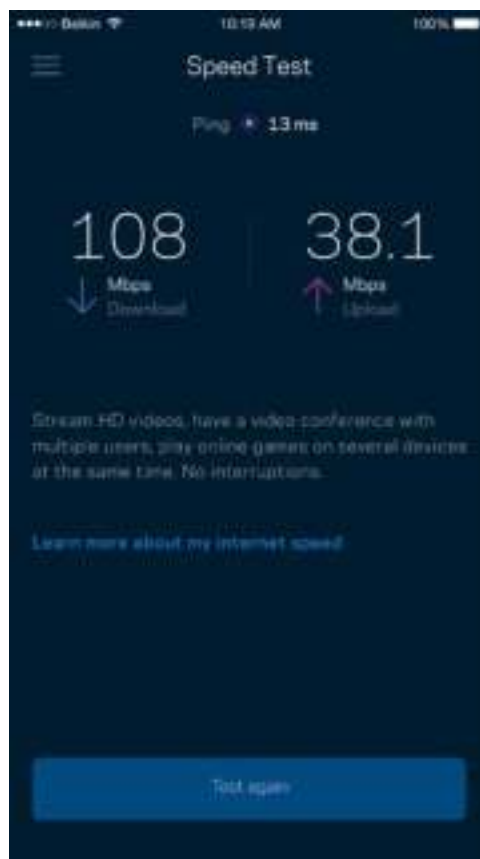 Belkin 10:19 AM 100%
Speed Test
Ping 13 ms
108 38.1
Mbps Mbps
Download Upload
Stream HD videos, have a video conference with
multiple users, play online games on several devices
at the same time. No interruptions.
Learn more about my internet speed
Test again